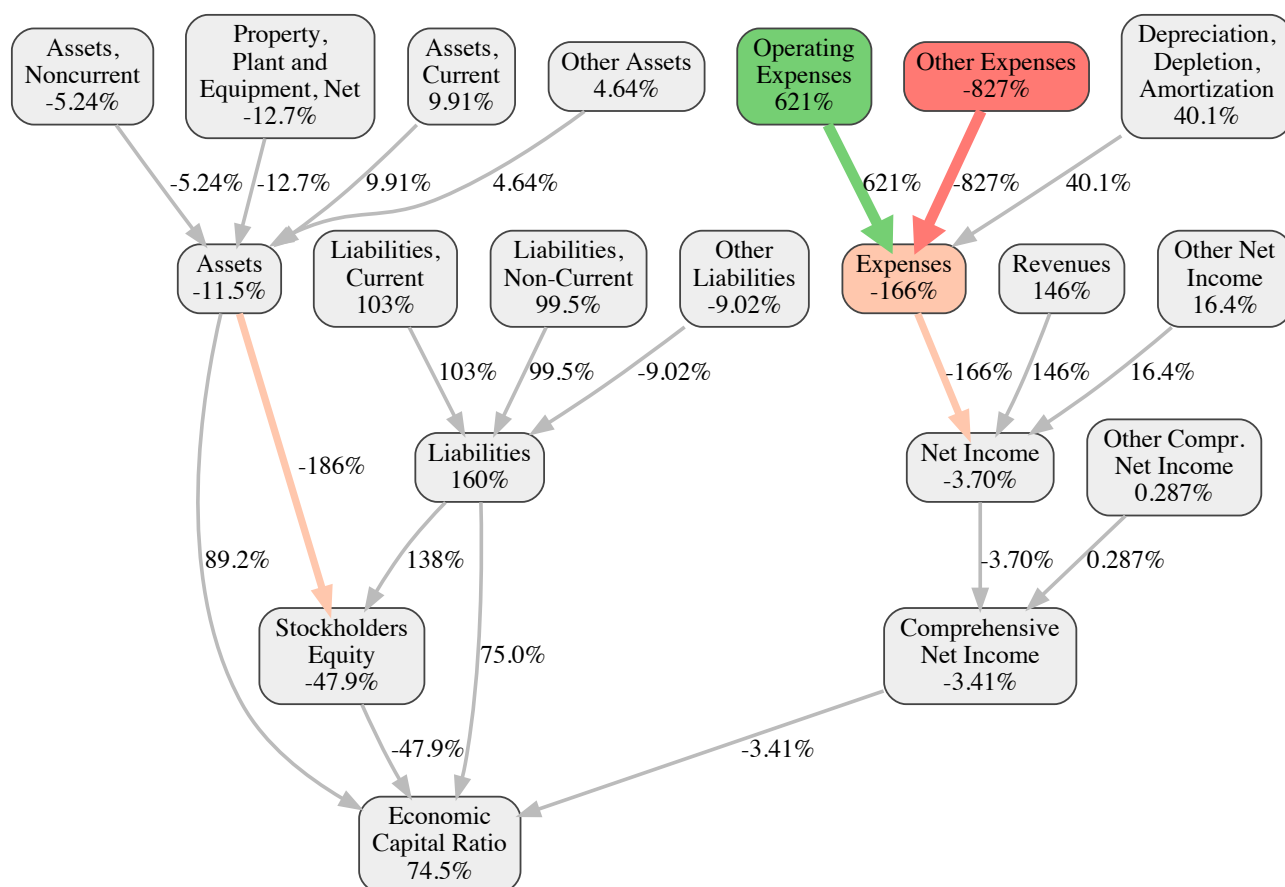 Assets,
Noncurrent
-5.24%
Property,
Plant and
Equipment, Net
-12.7%
Assets,
Current
9.91%
Other Assets
4.64%
Operating
Expenses
621%
Other Expenses
-827%
Depreciation,
Depletion,
Amortization
40.1%
-5.24%
-12.7%
9.91%
4.64%
621%
-827%
40.1%
Assets
-11.5%
Liabilities,
Current
103%
Liabilities,
Non-Current
99.5%
Other
Liabilities
-9.02%
Expenses
-166%
Revenues
146%
Other Net
Income
16.4%
103%
99.5%
-9.02%
-166%
146%
16.4%
-186%
Liabilities
160%
Net Income
-3.70%
Other Compr.
Net Income
0.287%
89.2%
138%
75.0%
-3.70%
0.287%
Stockholders
Equity
-47.9%
Comprehensive
Net Income
-3.41%
-47.9%
-3.41%
Economic
Capital Ratio
74.5%